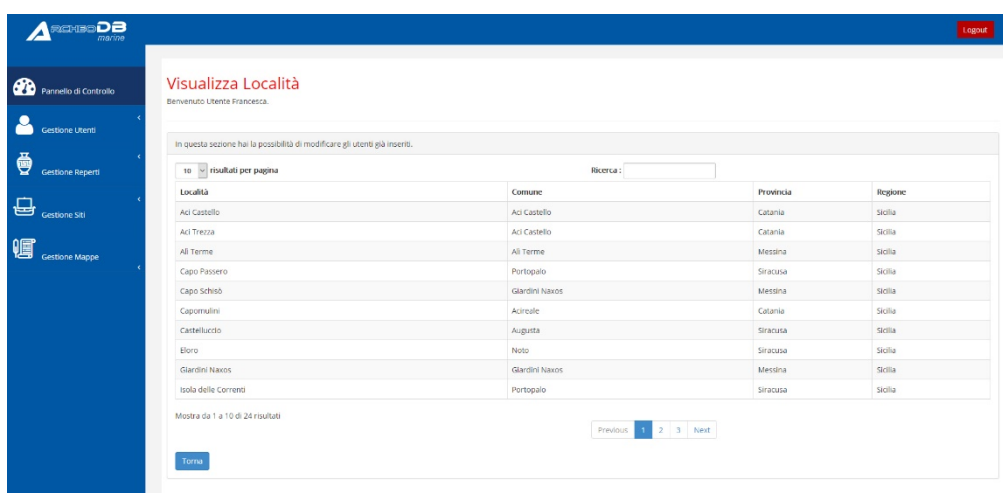 ARCHEODB
marine
Logout
Pannello di Controllo
Gestione Utenti
Gestione Reperti
Gestione Siti
Gestione Mappe
Visualizza Località
Benvenuto Utente Francesca.
In questa sezione hai la possibilità di modificare gli utenti già inseriti.
10 risultati per pagina Ricerca :
Località Comune Provincia Regione
Aci Castello Aci Castello Catania Sicilia
Aci Trezza Aci Castello Catania Sicilia
Alì Terme Alì Terme Messina Sicilia
Capo Passero Portopalo Siracusa Sicilia
Capo Schisò Giardini Naxos Messina Sicilia
Capomulini Acireale Catania Sicilia
Castelluccio Augusta Siracusa Sicilia
Eloro Noto Siracusa Sicilia
Giardini Naxos Giardini Naxos Messina Sicilia
Isola delle Correnti Portopalo Siracusa Sicilia
Mostra da 1 a 10 di 24 risultati
Previous 1 2 3 Next
Torna